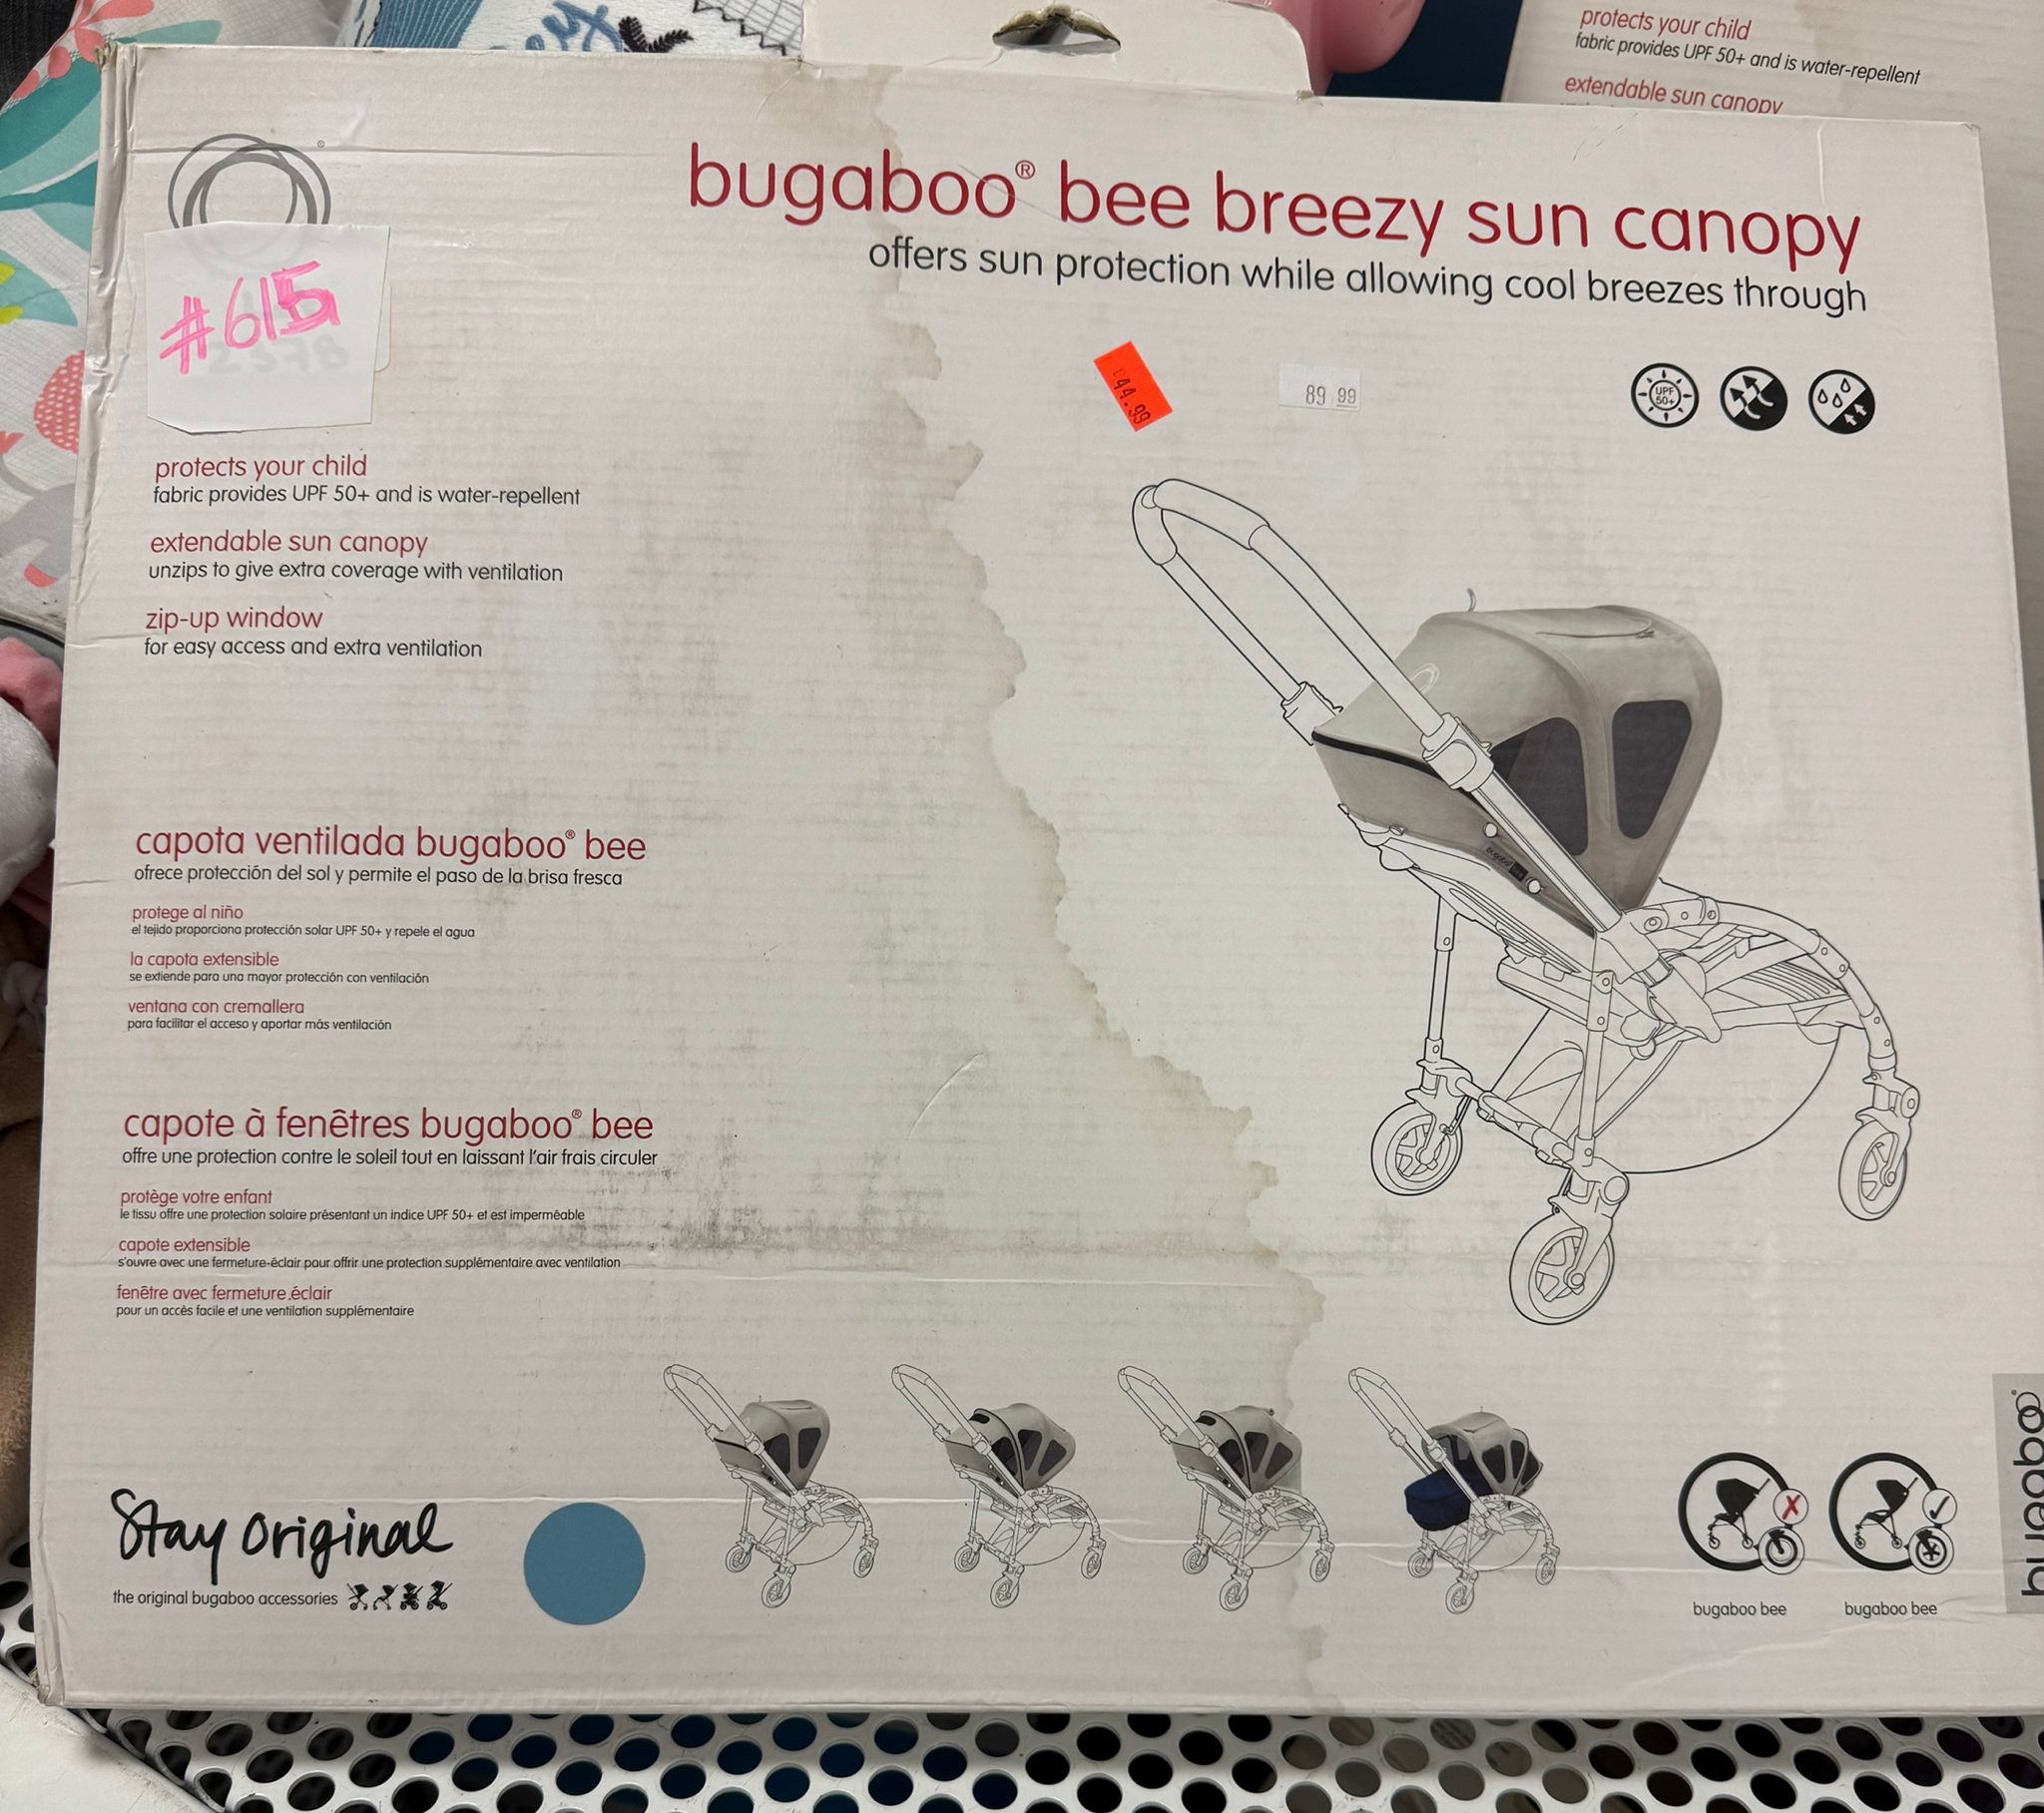 protects your child
fabric provides UPF 50+ and is water-repellent
extendable sun canopy
bugaboo® bee breezy sun canopy
offers sun protection while allowing cool breezes through
#615
44.99
89 99
UPF
50+
protects your child
fabric provides UPF 50+ and is water-repellent
extendable sun canopy
unzips to give extra coverage with ventilation
zip-up window
for easy access and extra ventilation
capota ventilada bugaboo® bee
ofrece protección del sol y permite el paso de la brisa fresca
protege al niño
el tejido proporciona protección solar UPF 50+ y repele el agua
la capota extensible
se extiende para una mayor protección con ventilación
ventana con cremallera
para facilitar el acceso y aportar más ventilación
capote à fenêtres bugaboo® bee
offre une protection contre le soleil tout en laissant l'air frais circuler
protège votre enfant
le tissu offre une protection solaire présentant un indice UPF 50+ et est imperméable
capote extensible
s'ouvre avec une fermeture-éclair pour offrir une protection supplémentaire avec ventilation
fenêtre avec fermeture éclair
pour un accès facile et une ventilation supplémentaire
Stay Original
the original bugaboo accessories
bugaboo bee
bugaboo bee
bugaboo